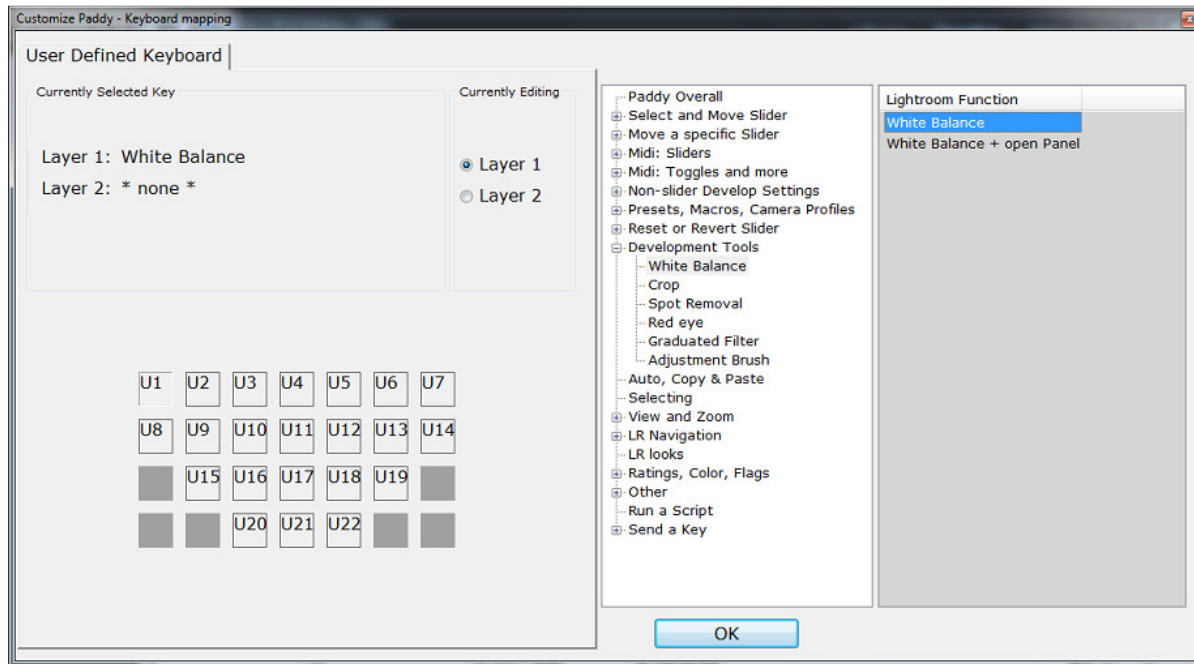 Customize Paddy - Keyboard mapping
User Defined Keyboard
Currently Selected Key
Currently Editing
Layer 1: White Balance
Layer 2: * none *
Layer 1
Layer 2
U1 U2 U3 U4 U5 U6 U7
U8 U9 U10 U11 U12 U13 U14
U15 U16 U17 U18 U19
U20 U21 U22
Paddy Overall
Select and Move Slider
Move a specific Slider
Midi: Sliders
Midi: Toggles and more
Non-slider Develop Settings
Presets, Macros, Camera Profiles
Reset or Revert Slider
Development Tools
White Balance
Crop
Spot Removal
Red eye
Graduated Filter
Adjustment Brush
Auto, Copy & Paste
Selecting
View and Zoom
LR Navigation
LR looks
Ratings, Color, Flags
Other
Run a Script
Send a Key
Lightroom Function
White Balance
White Balance + open Panel
OK